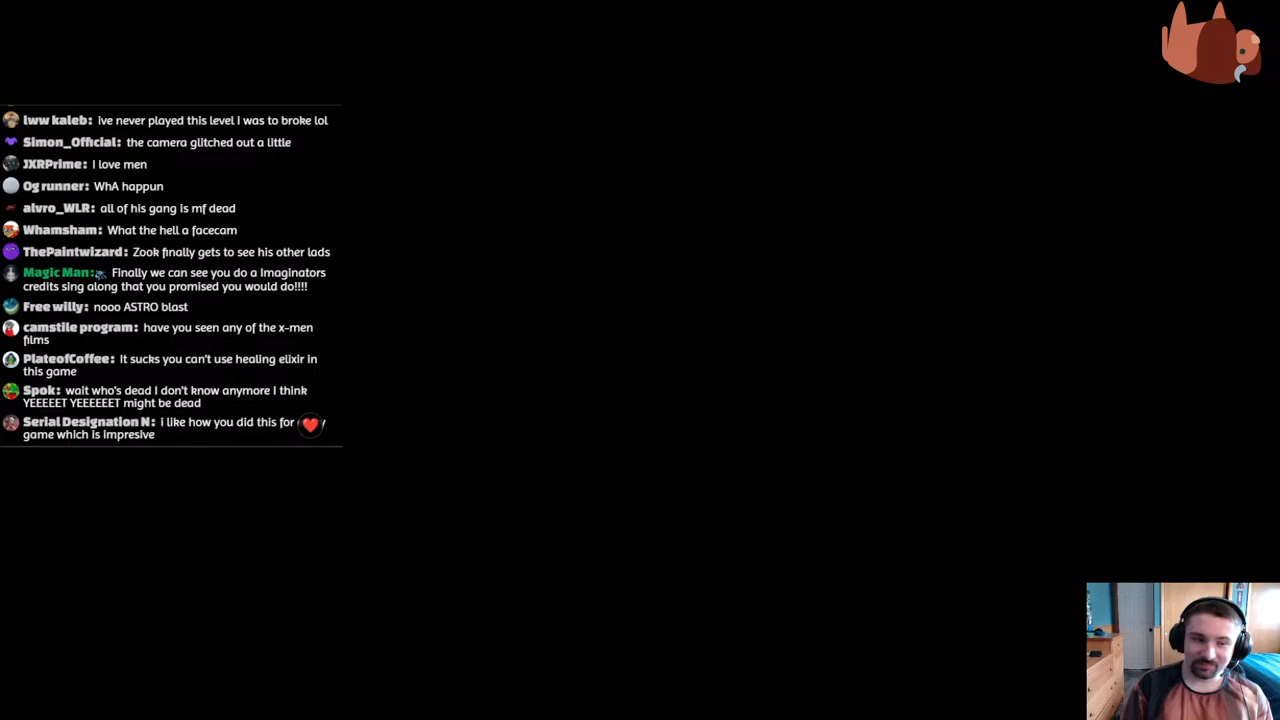 lww kaleb: ive never played this level i was to broke lol
Simon_Official: the camera glitched out a little
JXRPrime: I love men
Og runner: WhA happun
alvro_WLR: all of his gang is mf dead
Whamsham: What the hell a facecam
ThePaintwizard: Zook finally gets to see his other lads
Magic Man: Finally we can see you do a Imaginators
credits sing along that you promised you would do!!!!
Free willy: nooo ASTRO blast
camstile program: have you seen any of the x-men
films
PlateofCoffee: It sucks you can't use healing elixir in
this game
Spok: wait who's dead I don't know anymore I think
YEEEEET YEEEEEET might be dead
Serial Designation N: i like how you did this for
game which is impresive